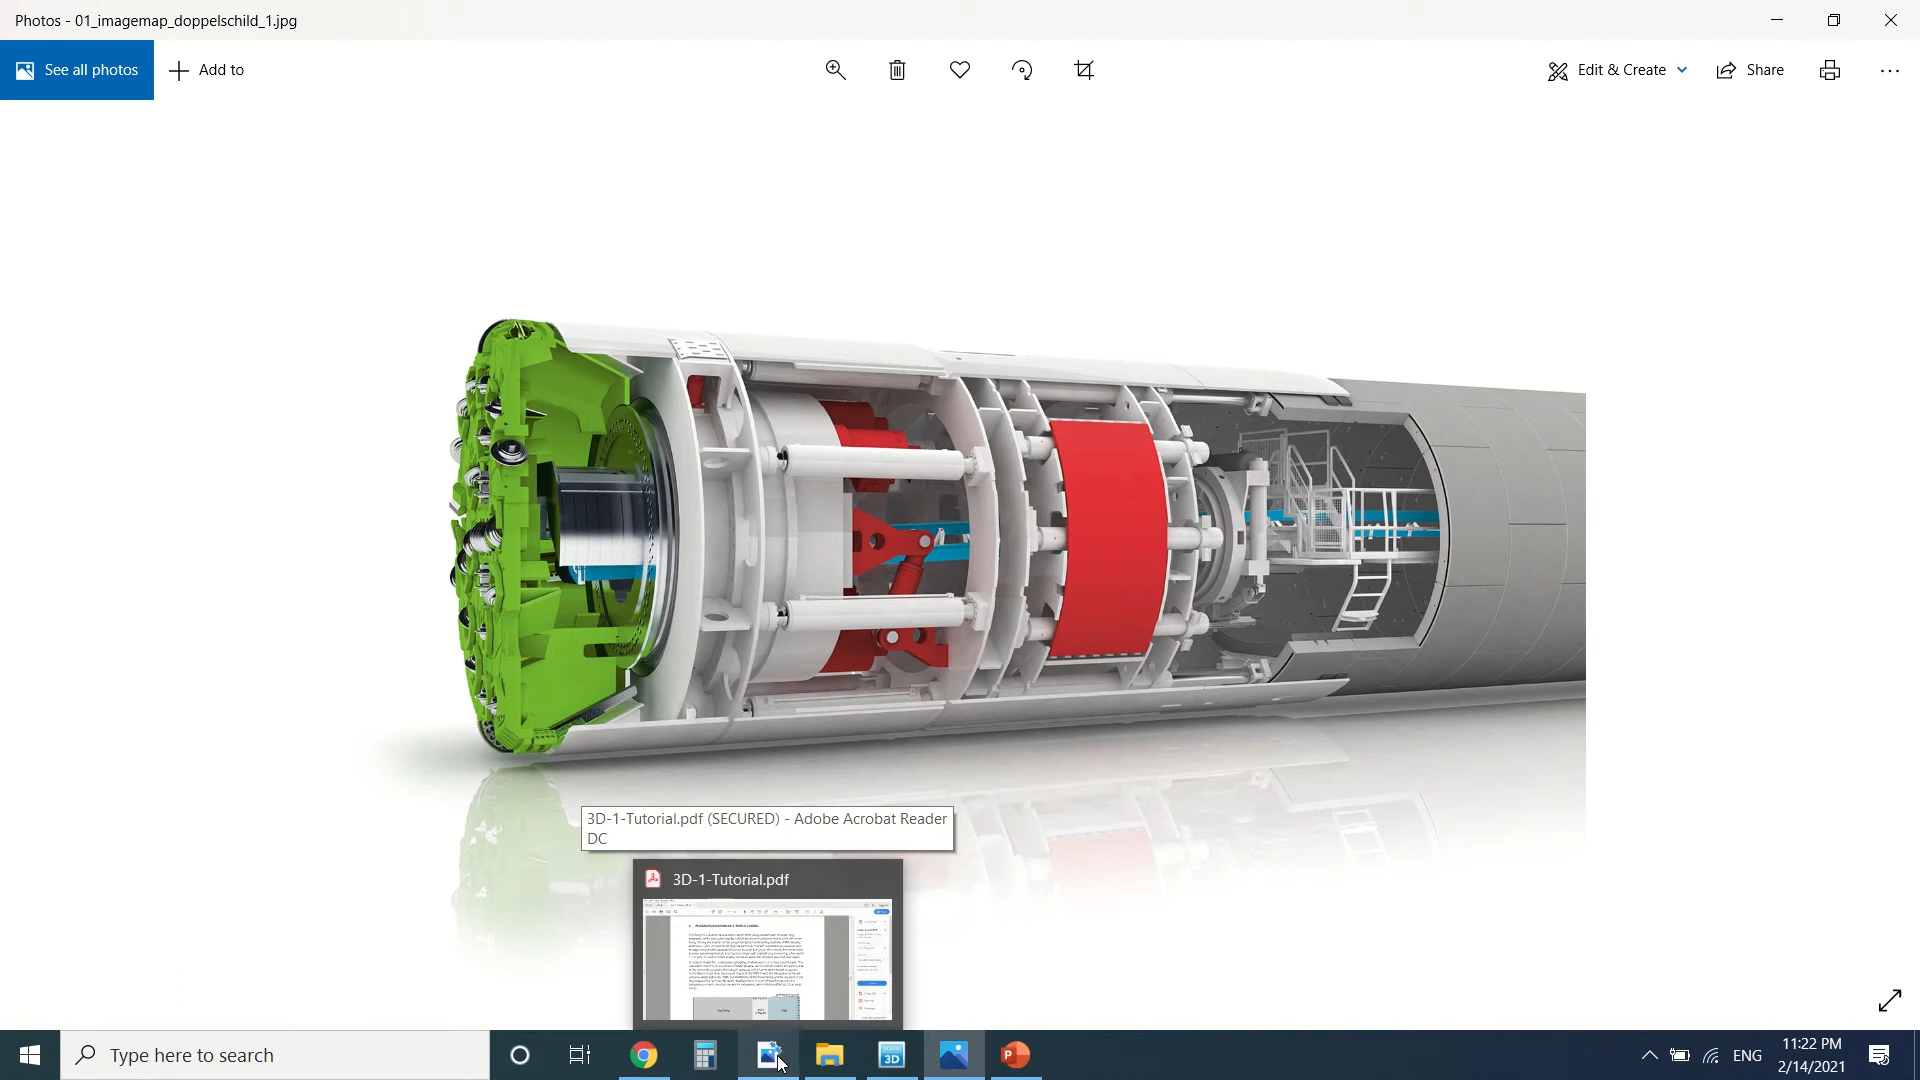 Photos - 01_imagemap_doppelschild_1.jpg
See all photos
Add to
Edit & Create
Share
3D-1-Tutorial.pdf (SECURED) - Adobe Acrobat Reader
DC
3D-1-Tutorial.pdf
Type here to search
3D
P
ENG
11:22 PM
2/14/2021